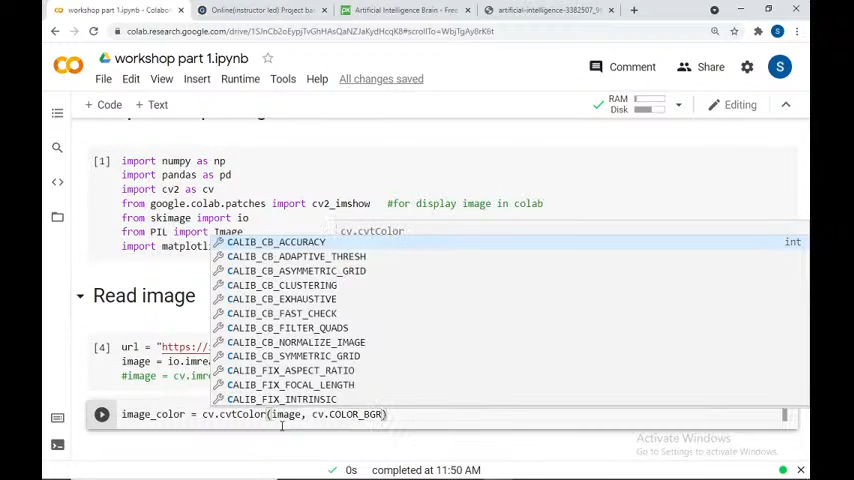 workshop part 1.ipynb - Colabor
Online(instructor led) Project ba
Artificial Intelligence Brain - Free
artificial-intelligence-3382507_9
colab.research.google.com/drive/
workshop part 1.ipynb
File Edit View Insert Runtime Tools Help All changes saved
Comment
Share
S
+ Code + Text
RAM
Disk
Editing
[1]
import numpy as np
import pandas as pd
import cv2 as cv
from google.colab.patches import cv2_imshow #for display image in colab
from skimage import io
from PIL import Image
import matplotli
cv.cvtColor
CALIB_CB_ACCURACY int
CALIB_CB_ADAPTIVE_THRESH
CALIB_CB_ASYMMETRIC_GRID
CALIB_CB_CLUSTERING
CALIB_CB_EXHAUSTIVE
CALIB_CB_FAST_CHECK
CALIB_CB_FILTER_QUADS
CALIB_CB_NORMALIZE_IMAGE
CALIB_CB_SYMMETRIC_GRID
CALIB_FIX_ASPECT_RATIO
CALIB_FIX_FOCAL_LENGTH
CALIB_FIX_INTRINSIC
Read image
[4]
url = "https://i
image = io.imrea
#image = cv.imre
image_color = cv.cvtColor(image, cv.COLOR_BGR)
Activate Windows
Go to Settings to activate Windows.
0s completed at 11:50 AM